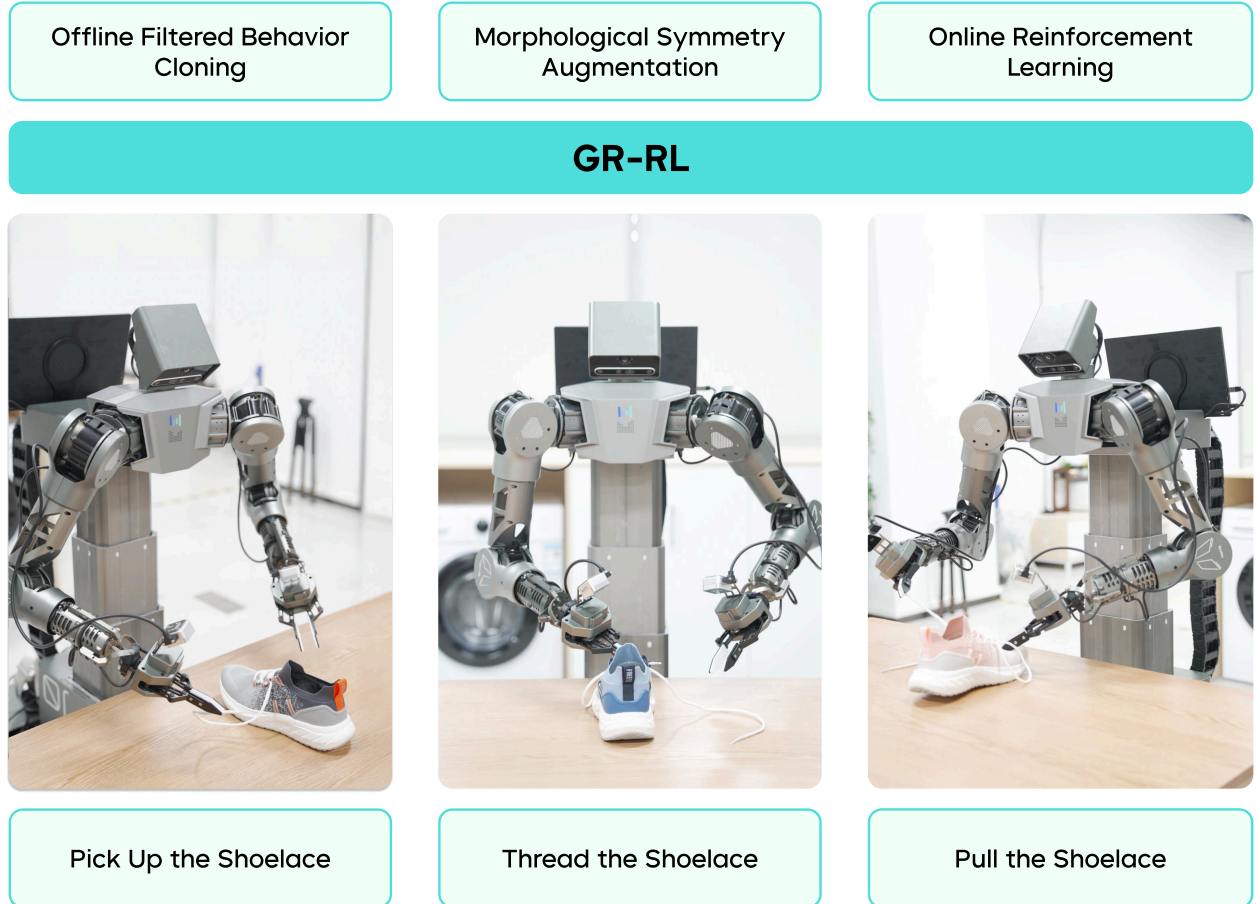 Offline Filtered Behavior
Cloning
Morphological Symmetry
Augmentation
Online Reinforcement
Learning
GR-RL
Pick Up the Shoelace
Thread the Shoelace
Pull the Shoelace